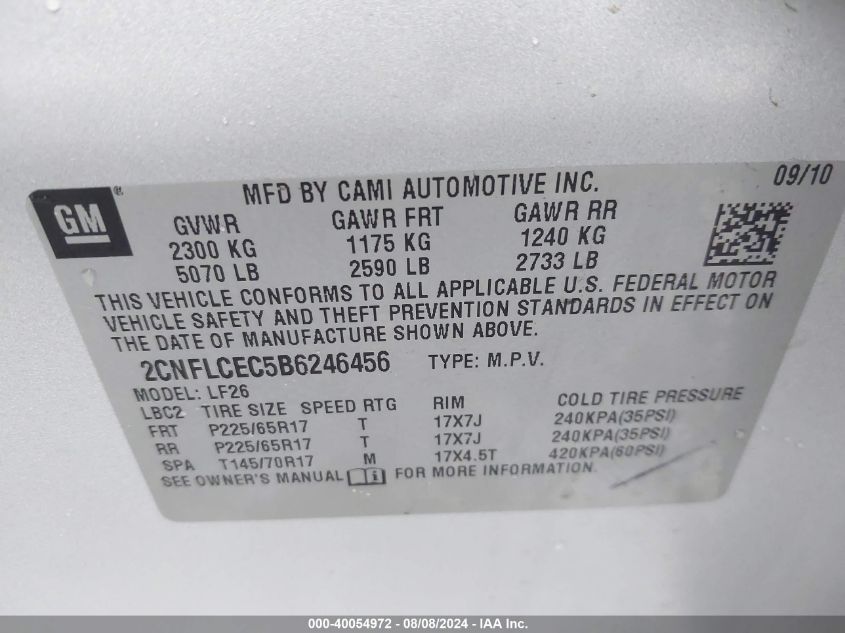 GM ®
MFD BY CAMI AUTOMOTIVE INC. 09/10
GVWR GAWR FRT GAWR RR
2300 KG 1175 KG 1240 KG
5070 LB 2590 LB 2733 LB
THIS VEHICLE CONFORMS TO ALL APPLICABLE U.S. FEDERAL MOTOR
VEHICLE SAFETY AND THEFT PREVENTION STANDARDS IN EFFECT ON
THE DATE OF MANUFACTURE SHOWN ABOVE.
2CNFLCEC5B6246456 TYPE: M.P.V.
MODEL: LF26
LBC2 TIRE SIZE SPEED RTG RIM COLD TIRE PRESSURE
FRT P225/65R17 T 17X7J 240KPA(35PSI)
RR P225/65R17 T 17X7J 240KPA(35PSI)
SPA T145/70R17 M 17X4.5T 420KPA(60PSI)
SEE OWNER'S MANUAL i FOR MORE INFORMATION.
000-40054972 - 08/08/2024 - IAAI.COM